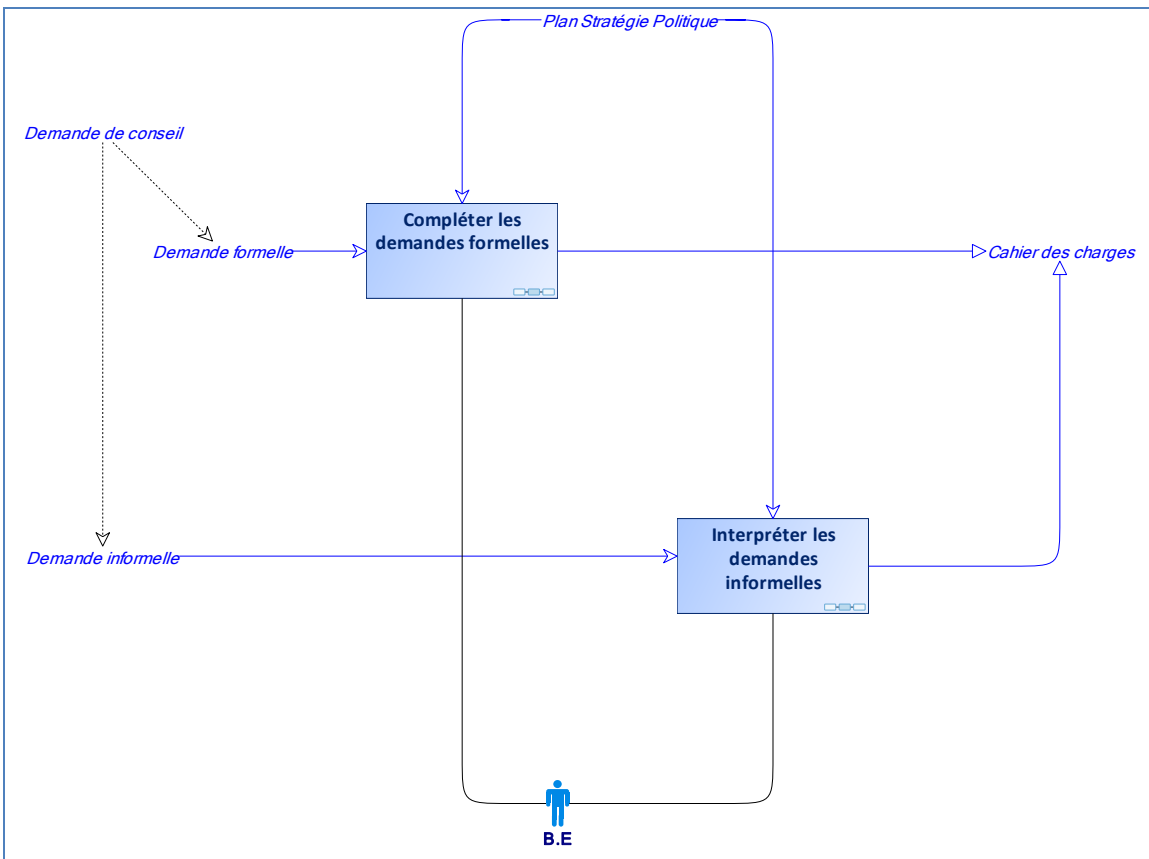 Plan Stratégie Politique
Demande de conseil
Compléter les
demandes formelles
Demande formelle
Cahier des charges
Interpréter les
demandes
informelles
Demande informelle
B.E